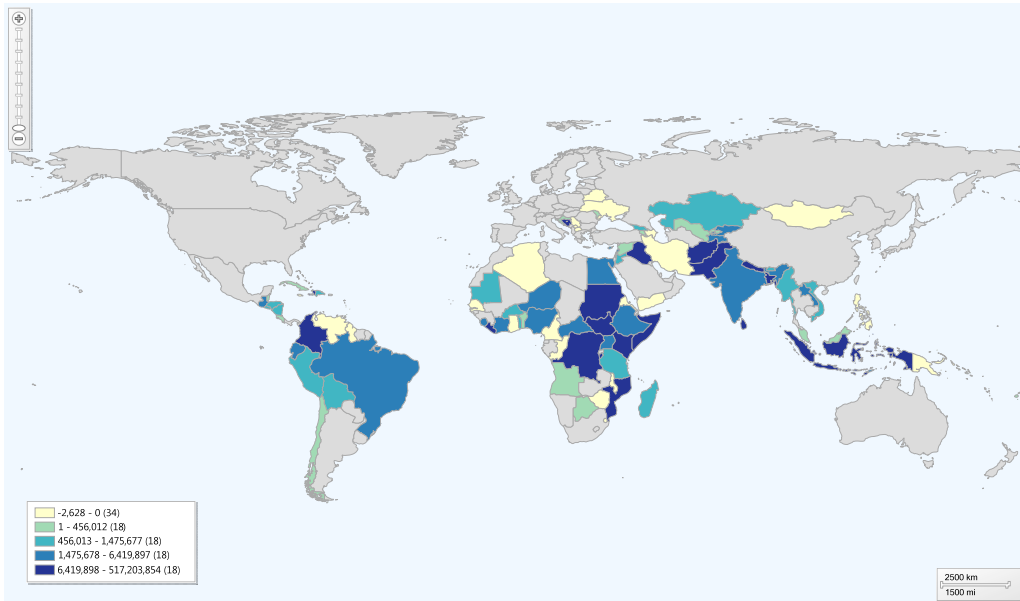 -2,628 - 0 (34)
1 - 456,012 (18)
456,013 - 1,475,677 (18)
1,475,678 - 6,419,897 (18)
6,419,898 - 517,203,854 (18)
2500 km
1500 mi